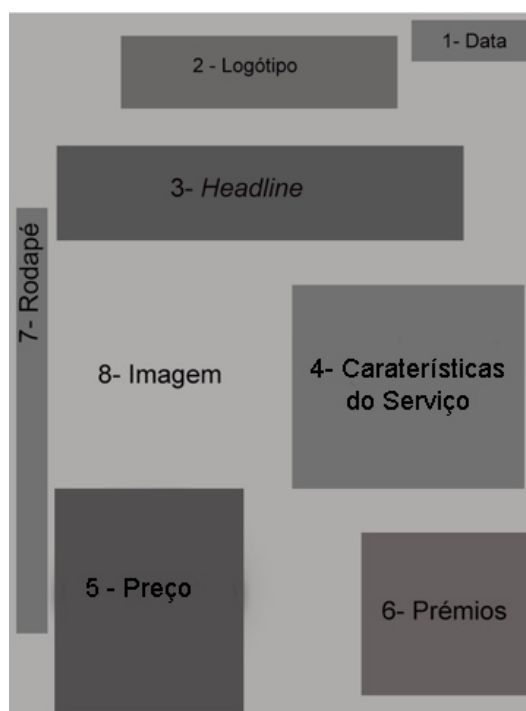 1- Data
2 - Logótipo
3- Headline
7- Rodapé
8- Imagem
4- Caraterísticas
do Serviço
5 - Preço
6- Prémios